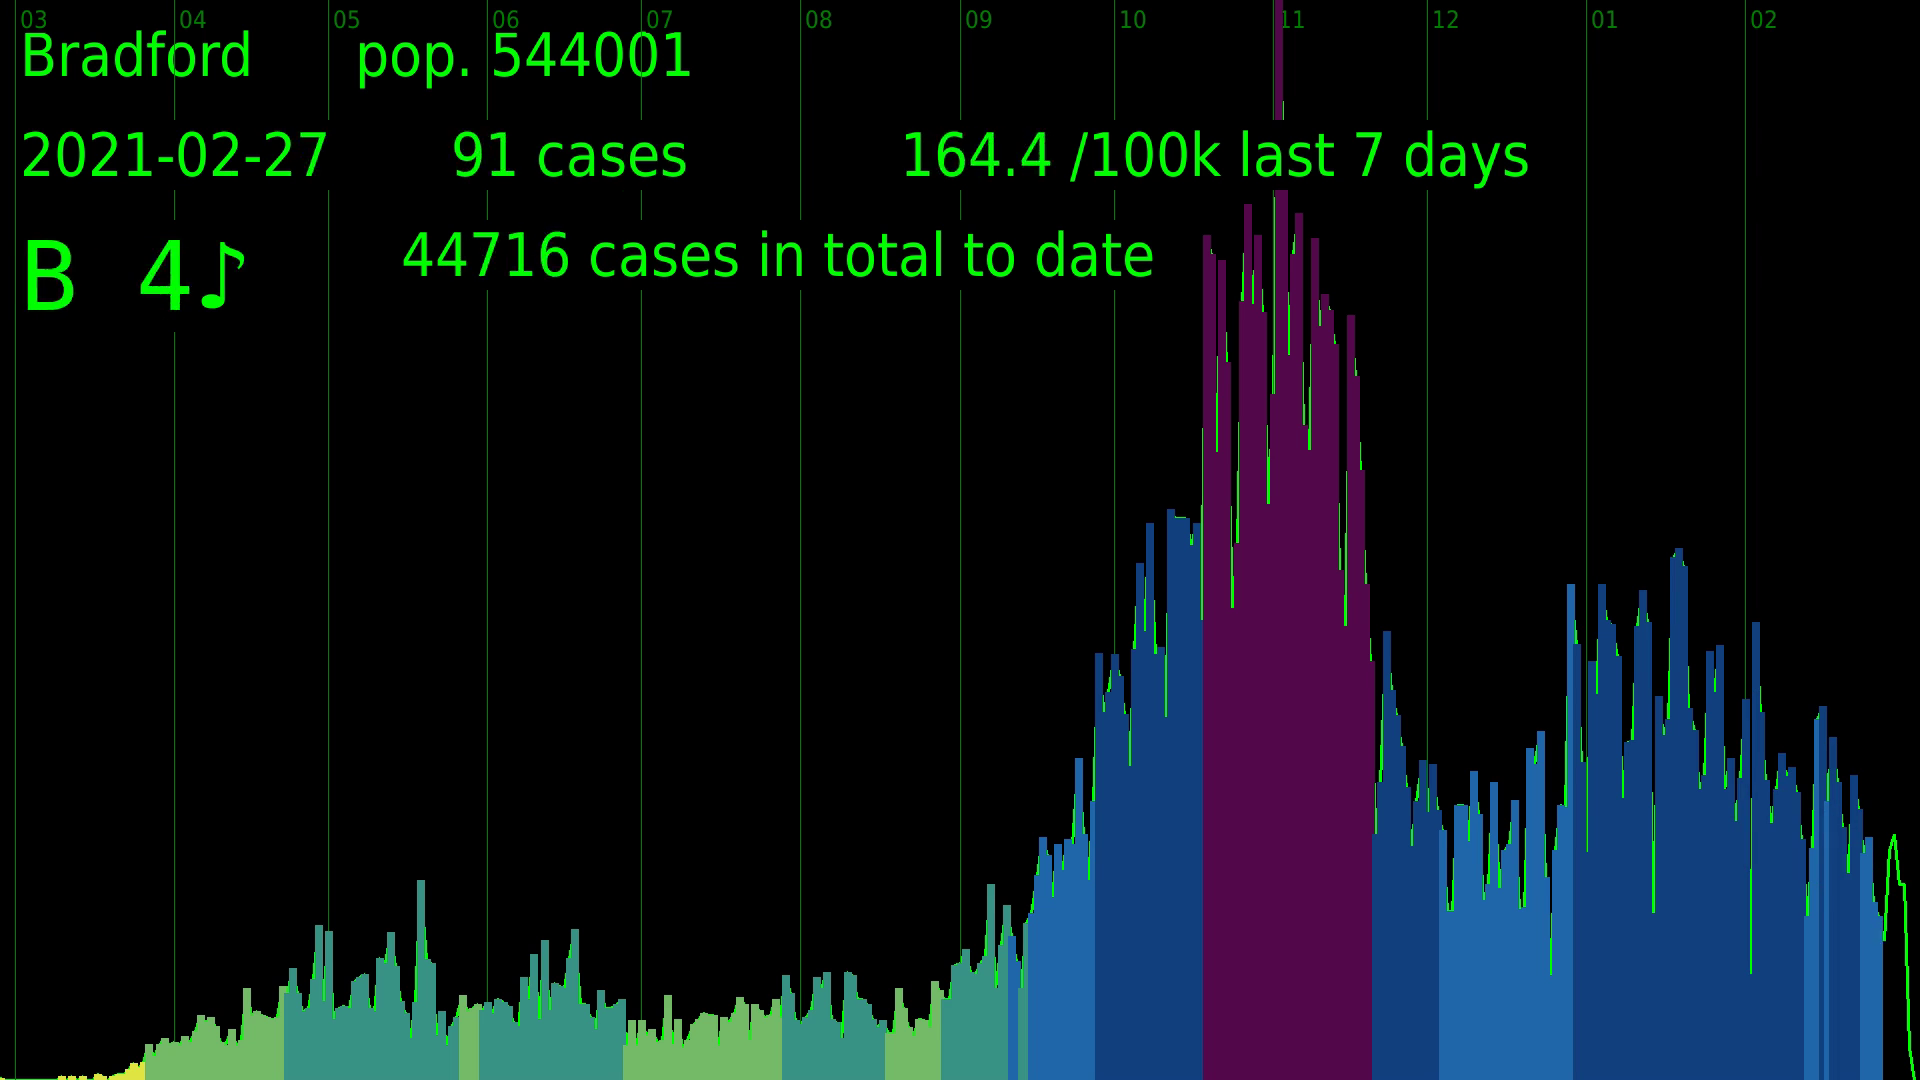 03 04 05 06 07 08 09 10 11 12 01 02
Bradford pop. 544001
2021-02-27 91 cases 164.4 /100k last 7 days
B 4♪ 44716 cases in total to date